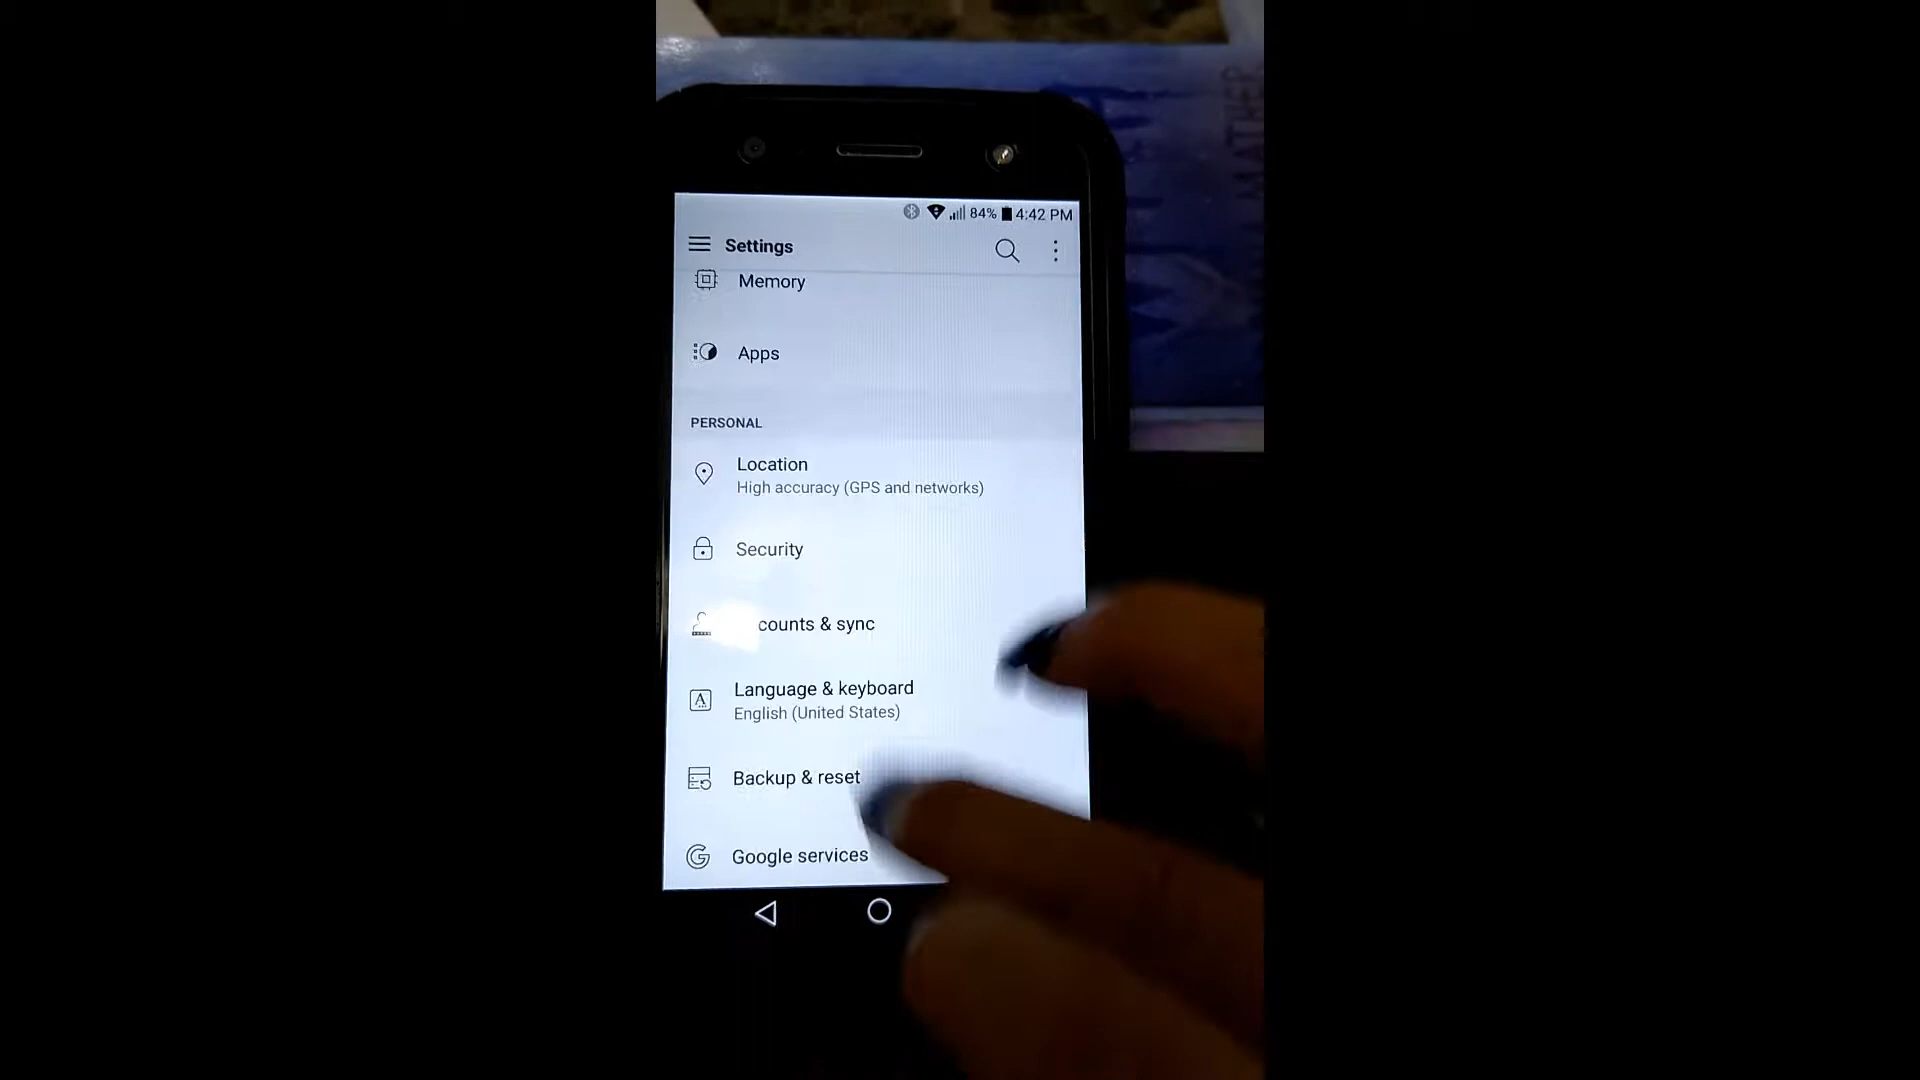 MATHER
84% 4:42 PM
Settings
Memory
Apps
PERSONAL
Location
High accuracy (GPS and networks)
Security
counts & sync
Language & keyboard
English (United States)
Backup & reset
Google services